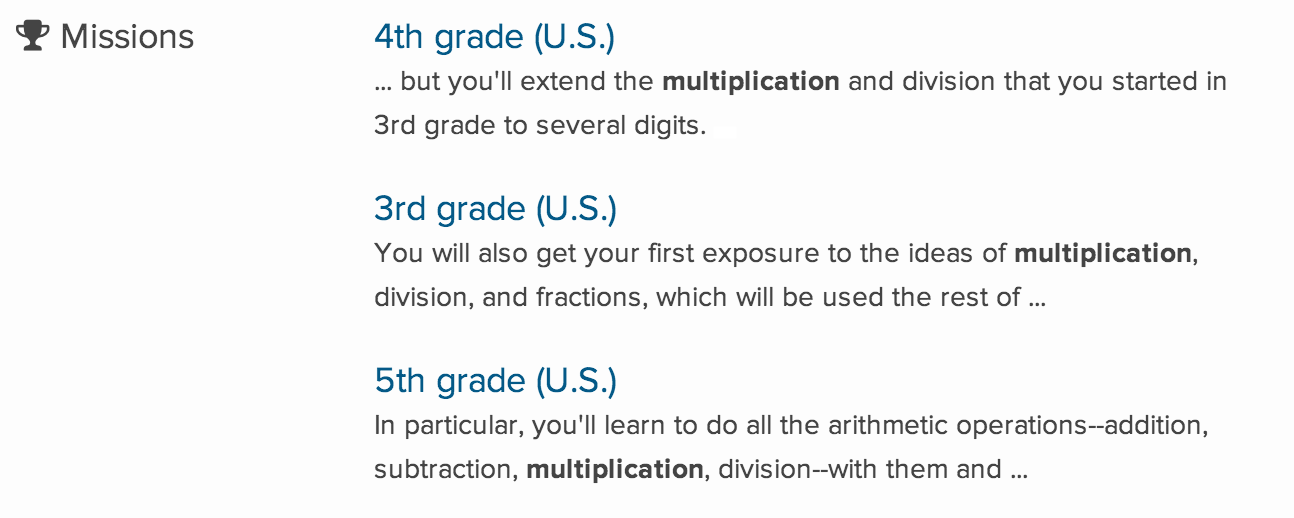 Missions
4th grade (U.S.)
... but you'll extend the multiplication and division that you started in
3rd grade to several digits.
3rd grade (U.S.)
You will also get your first exposure to the ideas of multiplication,
division, and fractions, which will be used the rest of ...
5th grade (U.S.)
In particular, you'll learn to do all the arithmetic operations--addition,
subtraction, multiplication, division--with them and ...